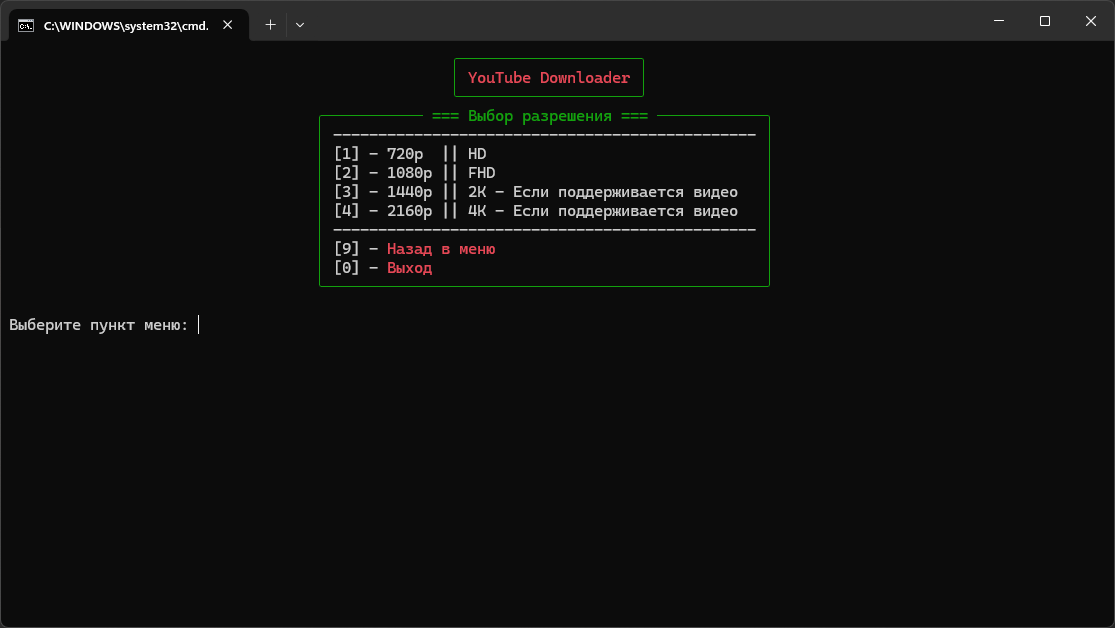 C:\WINDOWS\system32\cmd.
YouTube Downloader
=== Выбор разрешения ===
-----------------------------------------------
[1] - 720p  || HD
[2] - 1080p || FHD
[3] - 1440p || 2K - Если поддерживается видео
[4] - 2160p || 4K - Если поддерживается видео
-----------------------------------------------
[9] - Назад в меню
[0] - Выход
Выберите пункт меню: